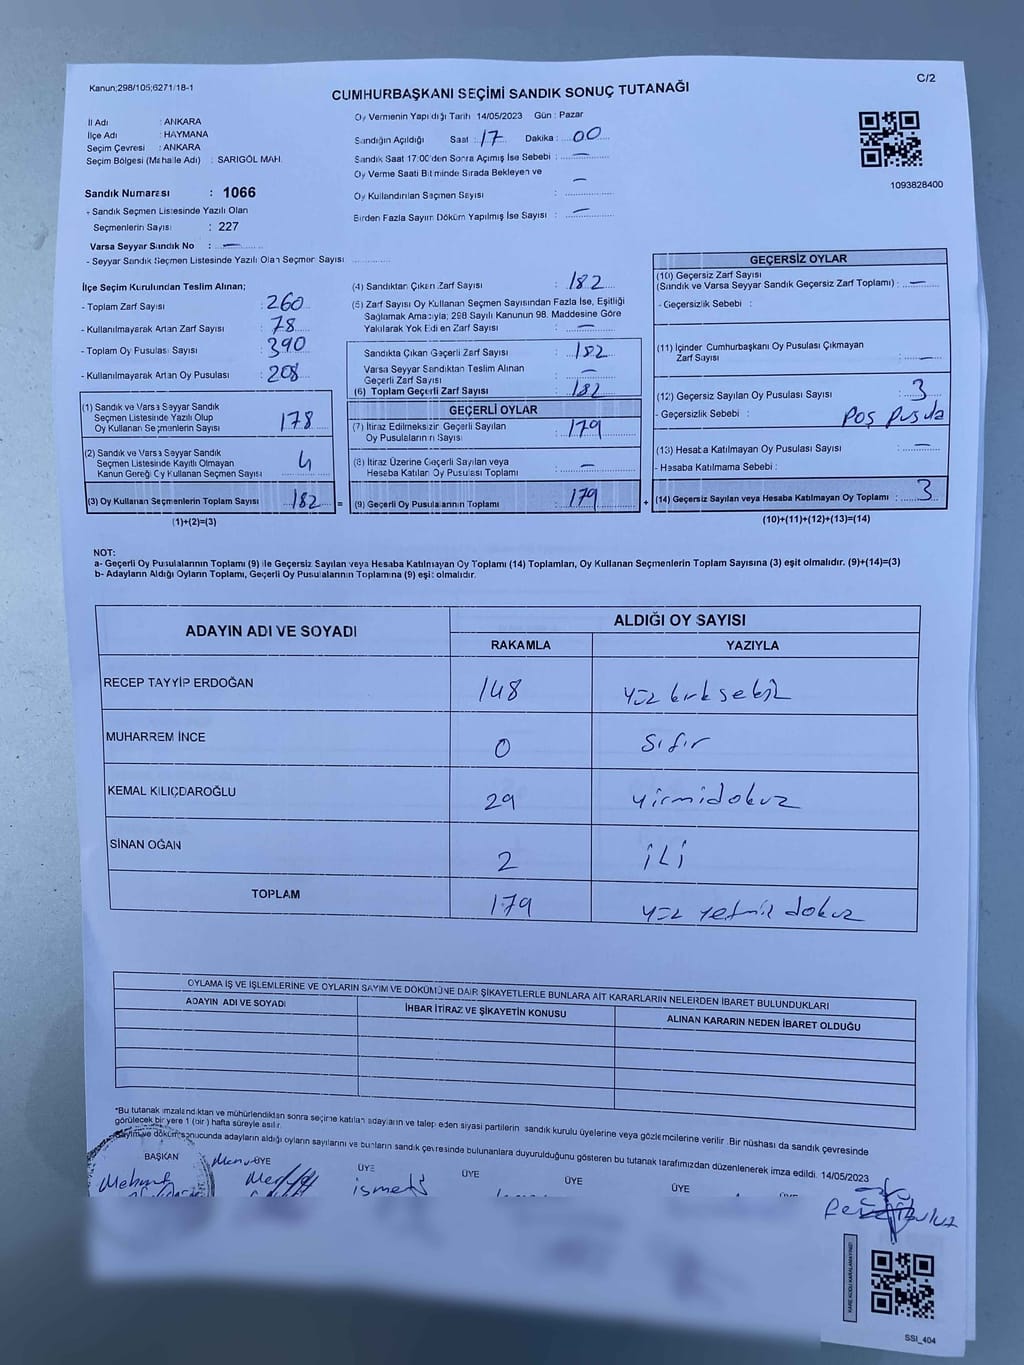 Kanun;298/105;6271/18-1
C/2
CUMHURBAŞKANI SEÇİMİ SANDIK SONUÇ TUTANAĞI
İl Adı : ANKARA
İlçe Adı : HAYMANA
Seçim Çevresi : ANKARA
Seçim Bölgesi (Mahalle Adı) : SARIGÖL MAH.
Sandık Numarası : 1066
- Sandık Seçmen Listesinde Yazılı Olan
Seçmenlerin Sayısı : 227
Varsa Seyyar Sandık No : —
- Seyyar Sandık Seçmen Listesinde Yazılı Olan Seçmen Sayısı
Oy Vermenin Yapıldığı Tarih 14/05/2023 Gün : Pazar
Sandığın Açıldığı Saat : 17 Dakika : 00
Sandık Saat 17:00'den Sonra Açılmış İse Sebebi : —
Oy Verme Saati Bitiminde Sırada Bekleyen ve —
Oy Kullandırılan Seçmen Sayısı :
Birden Fazla Sayım Döküm Yapılmış İse Sayısı : —
1093828400
İlçe Seçim Kurulundan Teslim Alınan;
- Toplam Zarf Sayısı : 260
- Kullanılmayarak Artan Zarf Sayısı : 78
- Toplam Oy Pusulası Sayısı : 390
- Kullanılmayarak Artan Oy Pusulası : 208
(1) Sandık ve Varsa Seyyar Sandık
Seçmen Listesinde Yazılı Olup
Oy Kullanan Seçmenlerin Sayısı 178
(2) Sandık ve Varsa Seyyar Sandık
Seçmen Listesinde Kayıtlı Olmayan
Kanun Gereği Oy Kullanan Seçmen Sayısı 4
(3) Oy Kullanan Seçmenlerin Toplam Sayısı 182 =
(1)+(2)=(3)
(4) Sandıktan Çıkan Zarf Sayısı : 182
(5) Zarf Sayısı Oy Kullanan Seçmen Sayısından Fazla İse, Eşitliği
Sağlamak Amacıyla; 298 Sayılı Kanunun 98. Maddesine Göre
Yakılarak Yok Edilen Zarf Sayısı : —
Sandıkta Çıkan Geçerli Zarf Sayısı : 182
Varsa Seyyar Sandıktan Teslim Alınan
Geçerli Zarf Sayısı : —
(6) Toplam Geçerli Zarf Sayısı : 182
GEÇERLİ OYLAR
(7) İtiraz Edilmeksizin Geçerli Sayılan
Oy Pusulalarının Sayısı : 179
(8) İtiraz Üzerine Geçerli Sayılan veya
Hesaba Katılan Oy Pusulası Toplamı : —
(9) Geçerli Oy Pusulalarının Toplamı : 179 +
GEÇERSİZ OYLAR
(10) Geçersiz Zarf Sayısı
(Sandık ve Varsa Seyyar Sandık Geçersiz Zarf Toplamı) : —
- Geçersizlik Sebebi :
(11) İçinden Cumhurbaşkanı Oy Pusulası Çıkmayan
Zarf Sayısı : —
(12) Geçersiz Sayılan Oy Pusulası Sayısı : 3
- Geçersizlik Sebebi : poş pusula
(13) Hesaba Katılmayan Oy Pusulası Sayısı : —
- Hesaba Katılmama Sebebi :
(14) Geçersiz Sayılan veya Hesaba Katılmayan Oy Toplamı : 3
(10)+(11)+(12)+(13)=(14)
NOT:
a- Geçerli Oy Pusulalarının Toplamı (9) ile Geçersiz Sayılan veya Hesaba Katılmayan Oy Toplamı (14) Toplamları, Oy Kullanan Seçmenlerin Toplam Sayısına (3) eşit olmalıdır. (9)+(14)=(3)
b- Adayların Aldığı Oyların Toplamı, Geçerli Oy Pusulalarının Toplamına (9) eşit olmalıdır.
ADAYIN ADI VE SOYADI ALDIĞI OY SAYISI
RAKAMLA YAZIYLA
RECEP TAYYİP ERDOĞAN 148 yüz kırk sekiz
MUHARREM İNCE 0 Sıfır
KEMAL KILIÇDAROĞLU 29 yirmidokuz
SİNAN OĞAN 2 iki
TOPLAM 179 yüz yetmiş dokuz
OYLAMA İŞ VE İŞLEMLERİNE VE OYLARIN SAYIM VE DÖKÜMÜNE DAİR ŞİKAYETLERLE BUNLARA AİT KARARLARIN NELERDEN İBARET BULUNDUKLARI
ADAYIN ADI VE SOYADI İHBAR İTİRAZ VE ŞİKAYETİN KONUSU ALINAN KARARIN NEDEN İBARET OLDUĞU
*Bu tutanak imzalandıktan ve mühürlendikten sonra seçime katılan adayların ve talep eden siyasi partilerin sandık kurulu üyelerine veya gözlemcilerine verilir. Bir nüshası da sandık çevresinde
görülecek bir yere 1 (bir) hafta süreyle asılır.
Sayım ve döküm sonucunda adayların aldığı oyların sayılarını ve bunların sandık çevresinde bulunanlara duyurulduğunu gösteren bu tutanak tarafımızdan düzenlenerek imza edildi. 14/05/2023
BAŞKAN ÜYE ÜYE ÜYE ÜYE ÜYE ÜYE
Mehmet
ismet
KARE KODU KARALAMAYINIZ!
SSI_404